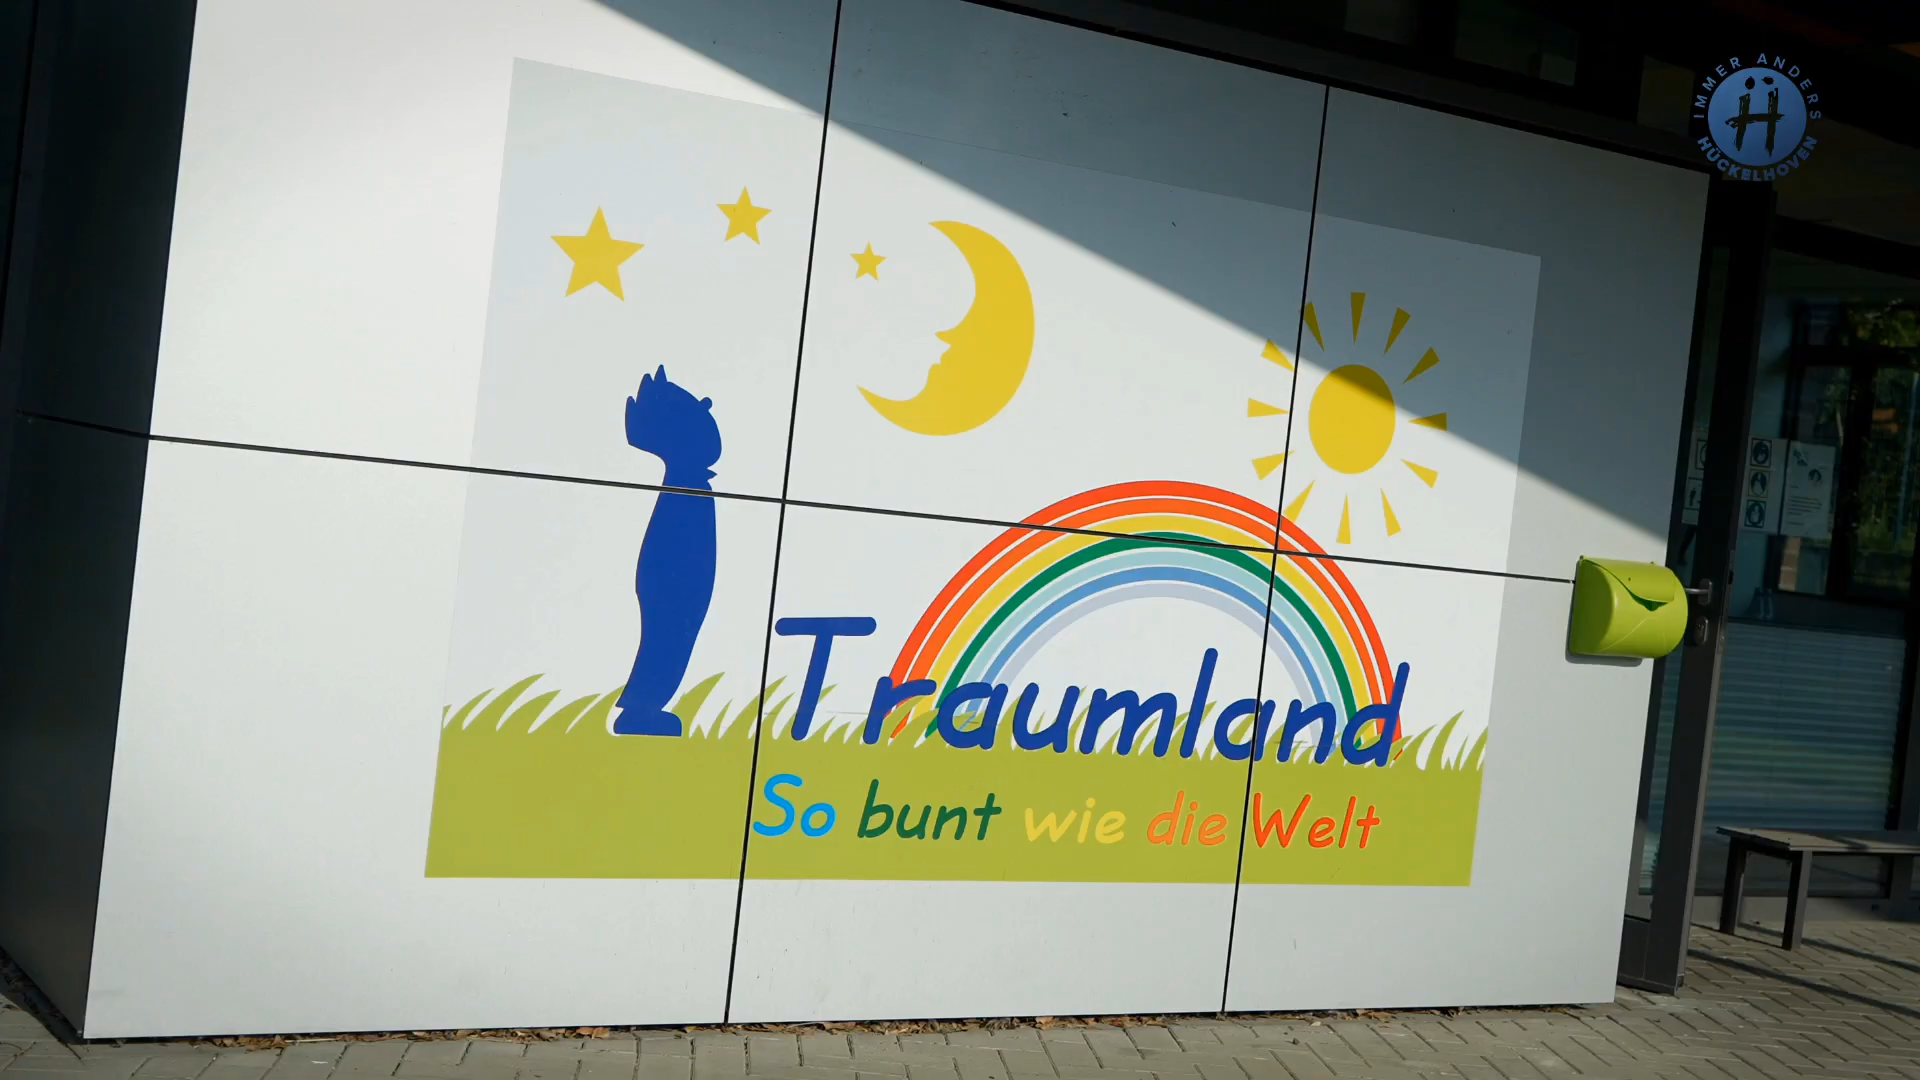 IMMER ANDERS
HÜCKELHOVEN
Traumland
So bunt wie die Welt